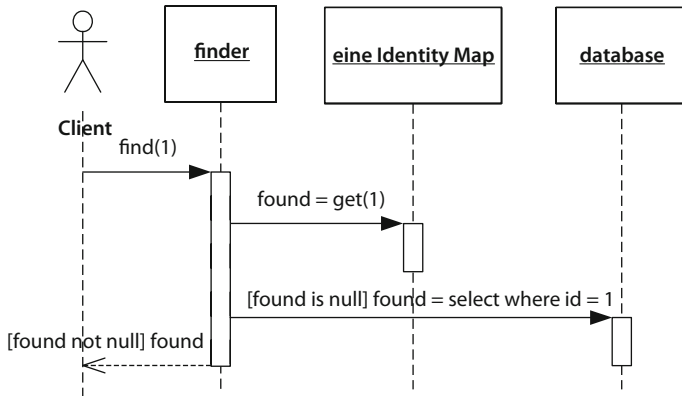 finder
eine Identity Map
database
Client
find(1)
found = get(1)
[found is null] found = select where id = 1
[found not null] found